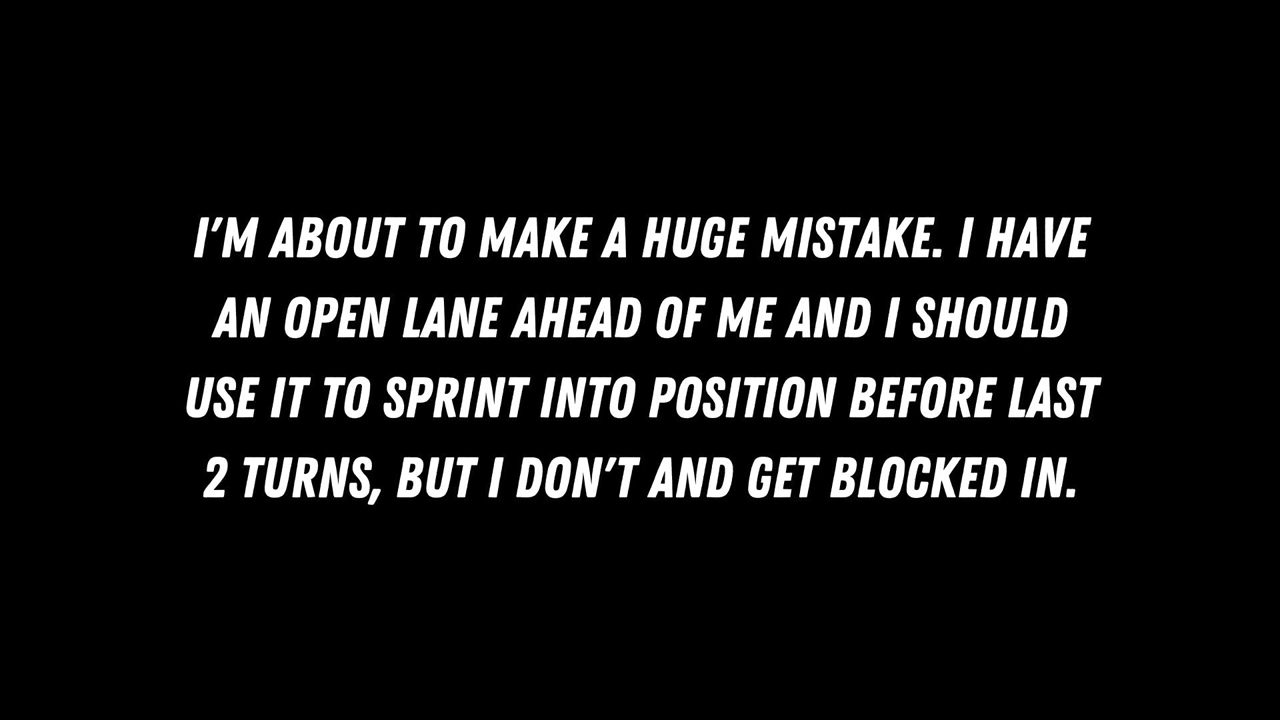 I'M ABOUT TO MAKE A HUGE MISTAKE. I HAVE
AN OPEN LANE AHEAD OF ME AND I SHOULD
USE IT TO SPRINT INTO POSITION BEFORE LAST
2 TURNS, BUT I DON'T AND GET BLOCKED IN.